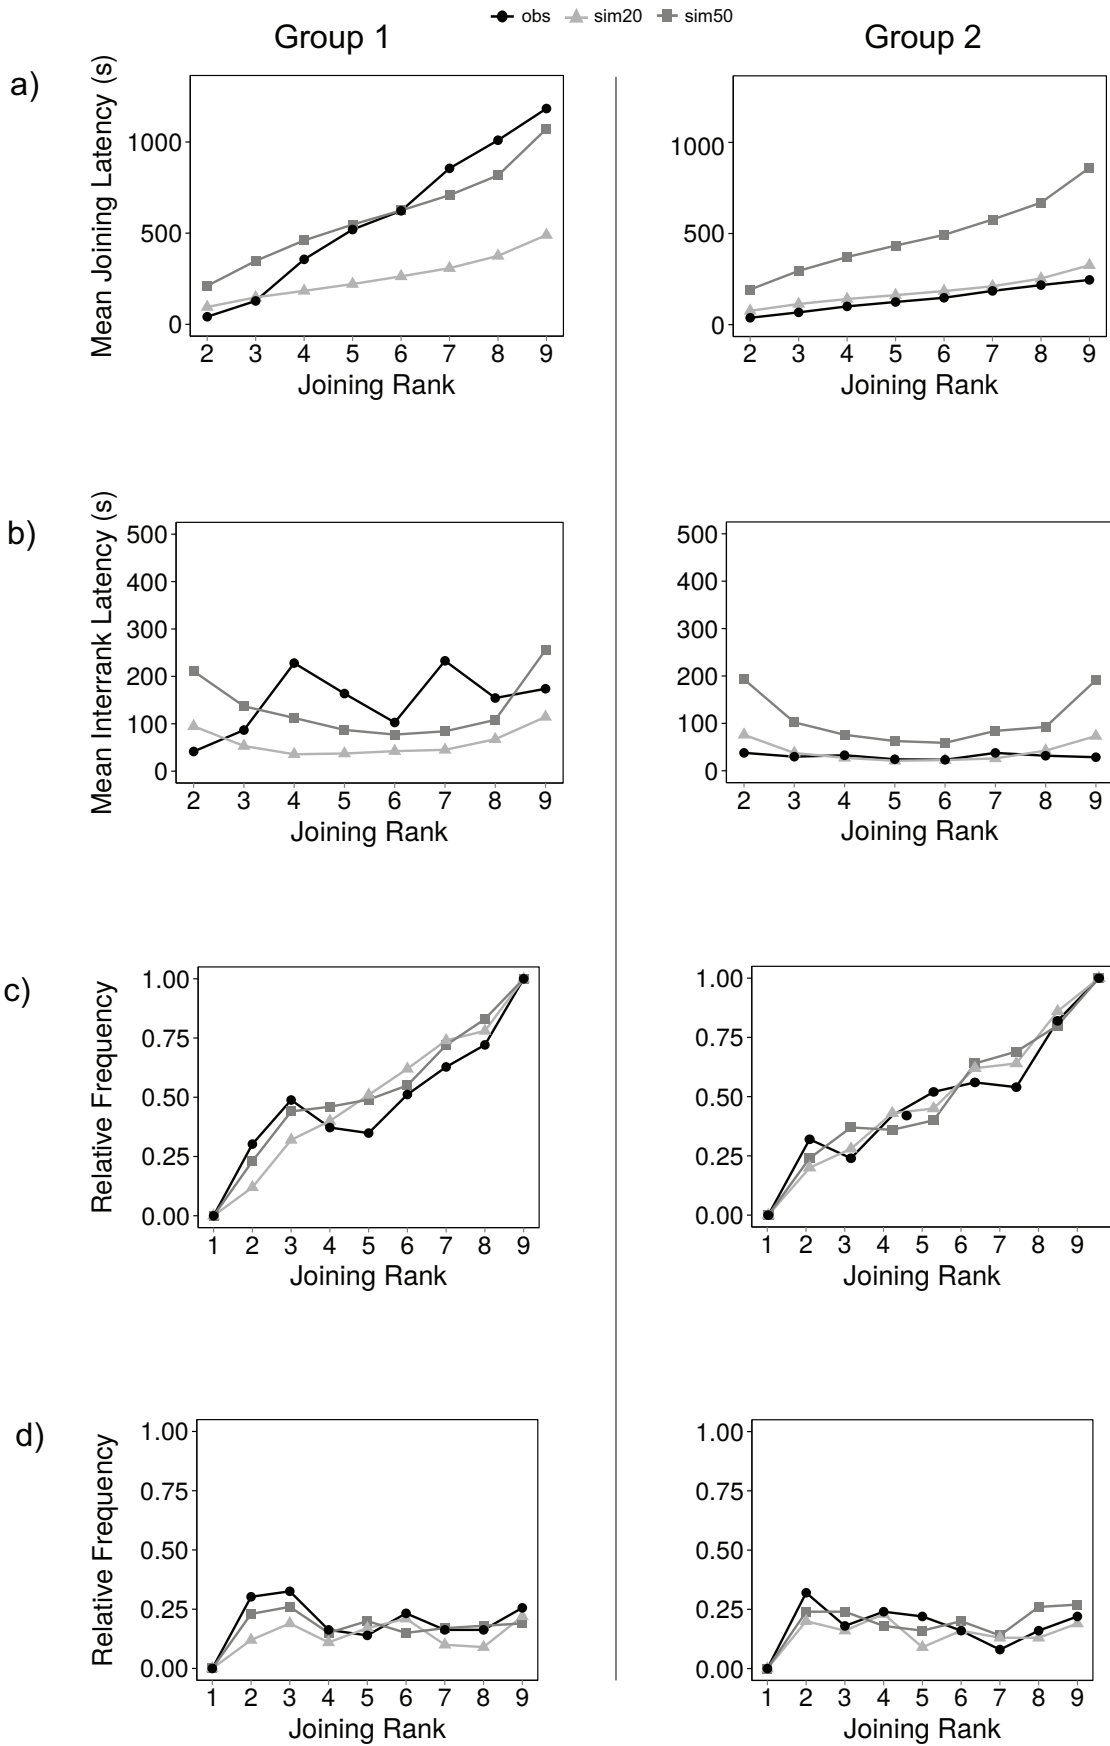 obs sim20 sim50
Group 1 Group 2
a)
Mean Joining Latency (s)
1000
500
0
2 3 4 5 6 7 8 9
Joining Rank
1000
500
0
2 3 4 5 6 7 8 9
Joining Rank
b)
Mean Interrank Latency (s)
500
400
300
200
100
0
2 3 4 5 6 7 8 9
Joining Rank
500
400
300
200
100
0
2 3 4 5 6 7 8 9
Joining Rank
c)
Relative Frequency
1.00
0.75
0.50
0.25
0.00
1 2 3 4 5 6 7 8 9
Joining Rank
1.00
0.75
0.50
0.25
0.00
1 2 3 4 5 6 7 8 9
Joining Rank
d)
Relative Frequency
1.00
0.75
0.50
0.25
0.00
1 2 3 4 5 6 7 8 9
Joining Rank
1.00
0.75
0.50
0.25
0.00
1 2 3 4 5 6 7 8 9
Joining Rank